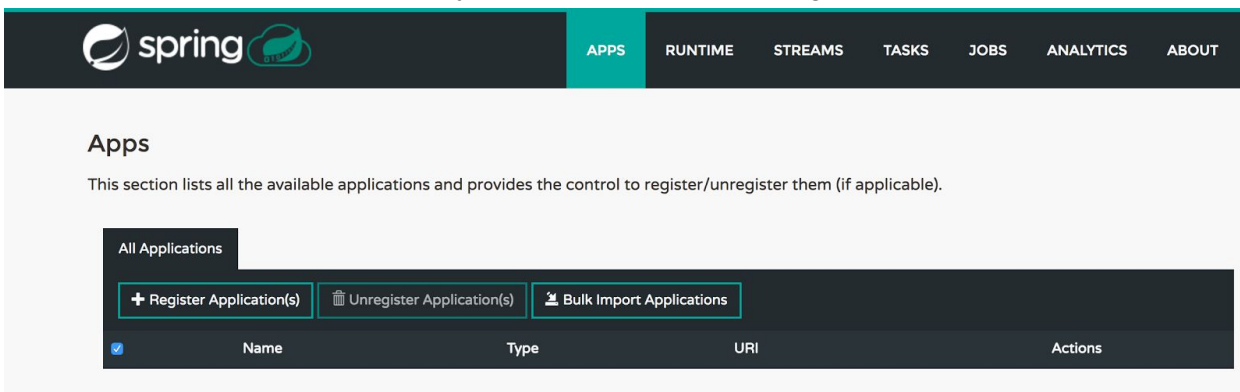 spring
APPS RUNTIME STREAMS TASKS JOBS ANALYTICS ABOUT
Apps
This section lists all the available applications and provides the control to register/unregister them (if applicable).
All Applications
Register Application(s) Unregister Application(s) Bulk Import Applications
Name Type URI Actions